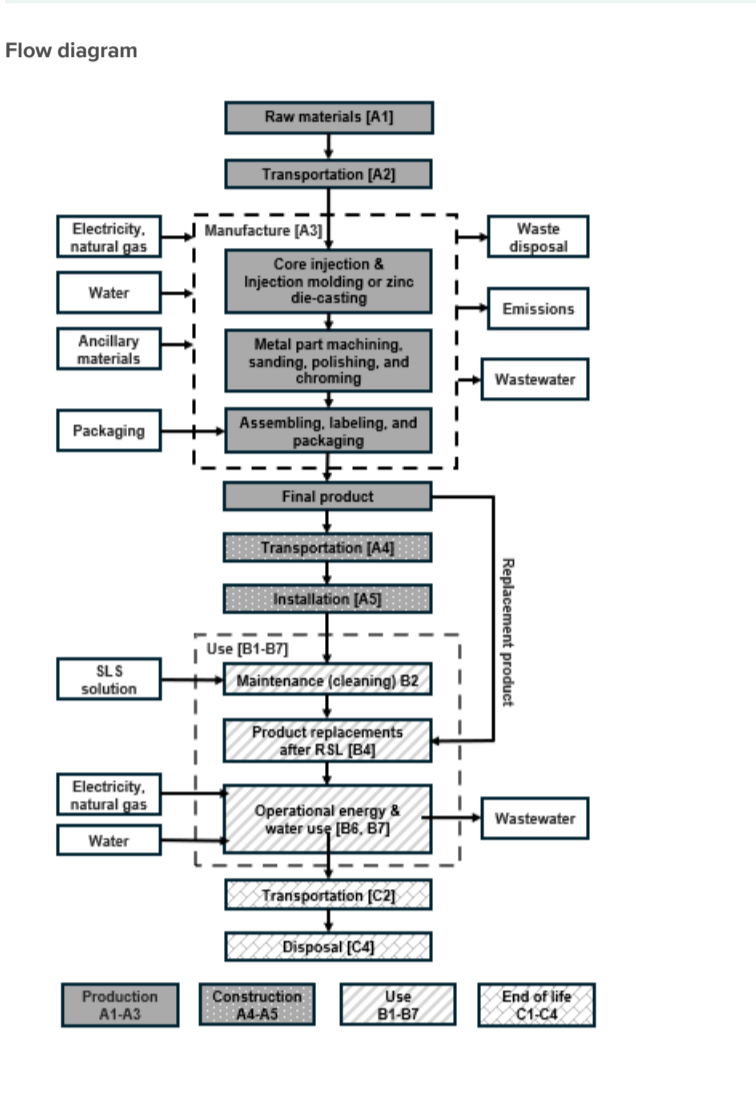 Flow diagram
Raw materials [A1]
Transportation [A2]
Electricity,
natural gas
Manufacture [A3]
Waste
disposal
Core injection &
Injection molding or zinc
die-casting
Water
Emissions
Ancillary
materials
Metal part machining,
sanding, polishing, and
chroming
Wastewater
Packaging
Assembling, labeling, and
packaging
Final product
Transportation [A4]
Replacement product
Installation [A5]
Use [B1-B7]
SLS
solution
Maintenance (cleaning) B2
Product replacements
after RSL [B4]
Electricity,
natural gas
Operational energy &
water use [B6, B7]
Wastewater
Water
Transportation [C2]
Disposal [C4]
Production
A1-A3
Construction
A4-A5
Use
B1-B7
End of life
C1-C4